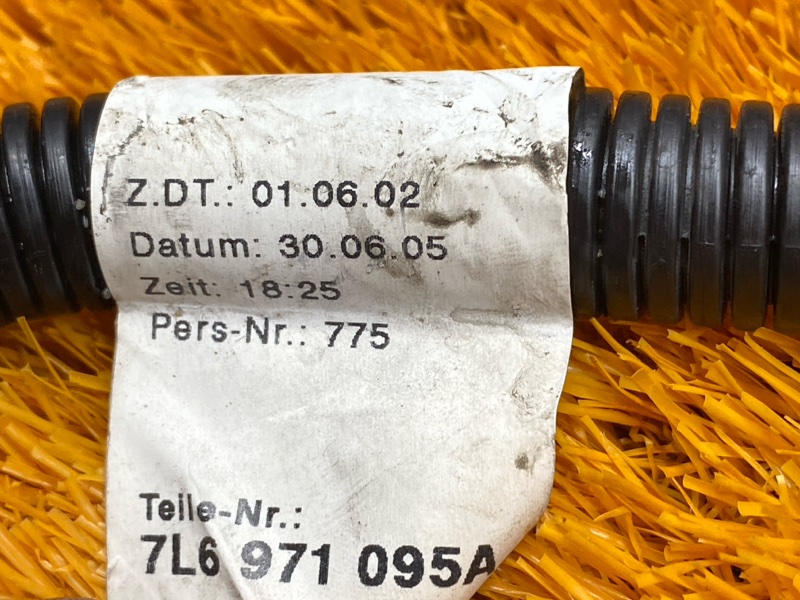 Z.DT.: 01.06.02
Datum: 30.06.05
Zeit: 18:25
Pers-Nr.: 775
Teile-Nr.:
7L6 971 095A